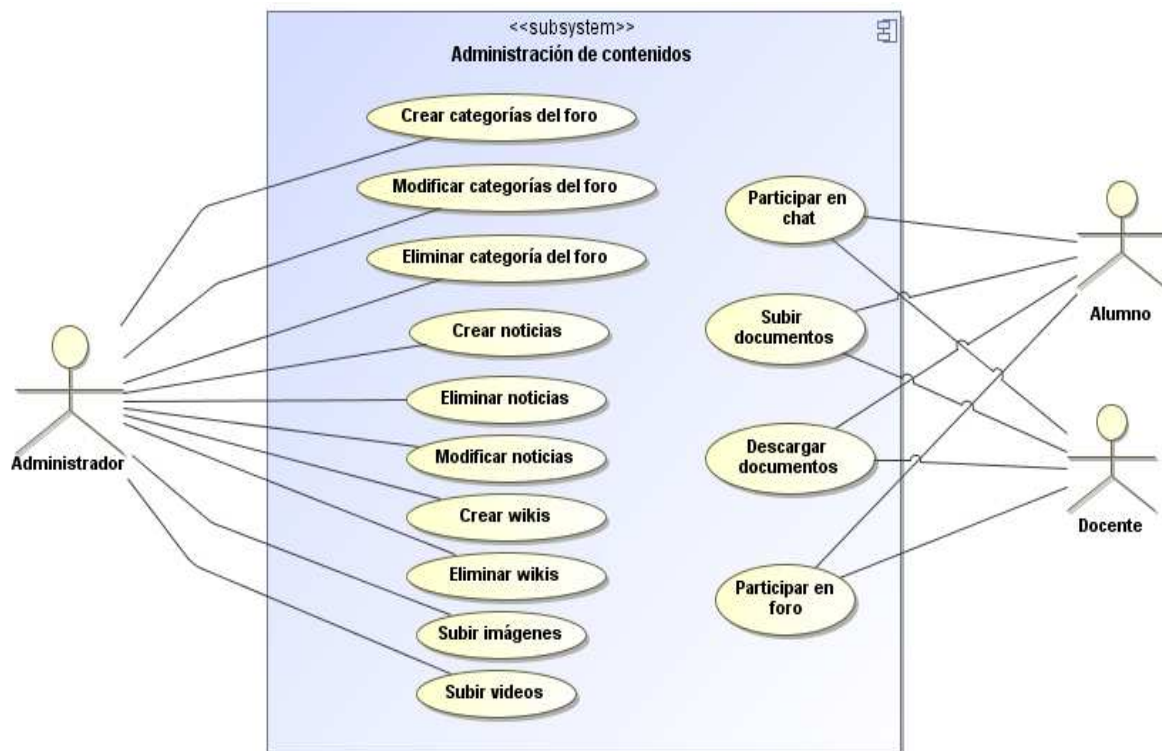 <<subsystem>>
Administración de contenidos
Crear categorías del foro
Modificar categorías del foro
Eliminar categoría del foro
Crear noticias
Eliminar noticias
Modificar noticias
Crear wikis
Eliminar wikis
Subir imágenes
Subir videos
Administrador
Participar en
chat
Subir
documentos
Descargar
documentos
Participar en
foro
Alumno
Docente